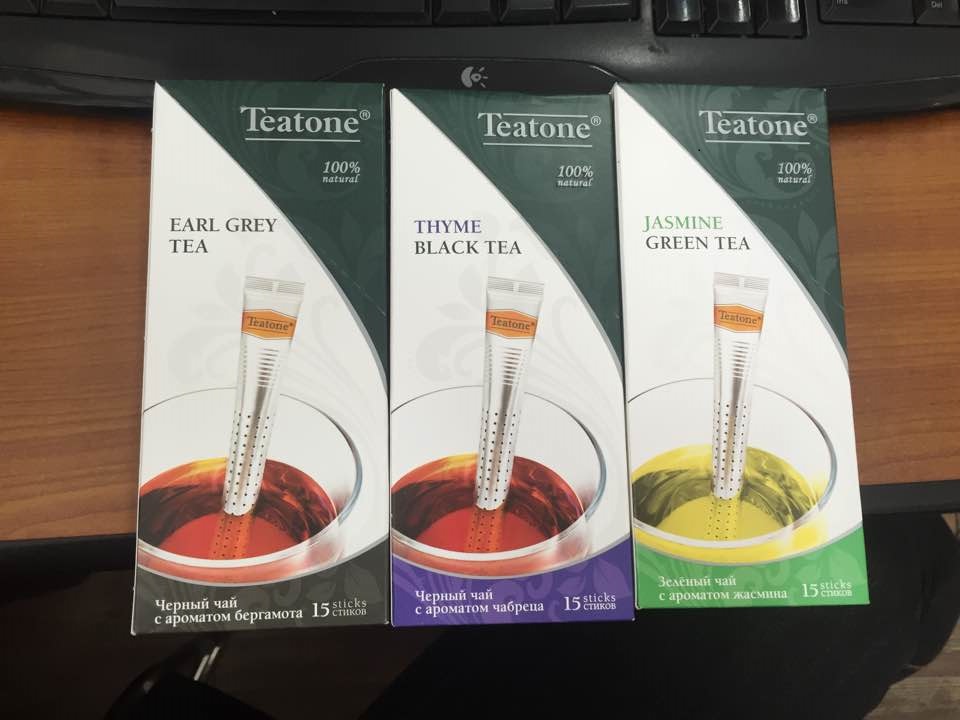 Ins
Del
Teatone®
100%
natural
EARL GREY
TEA
Teatone®
Черный чай
с ароматом бергамота
15 sticks
стиков
Teatone®
100%
natural
THYME
BLACK TEA
Teatone®
Черный чай
с ароматом чабреца
15 sticks
стиков
Teatone®
100%
natural
JASMINE
GREEN TEA
Teatone®
Зелёный чай
с ароматом жасмина
15 sticks
стиков